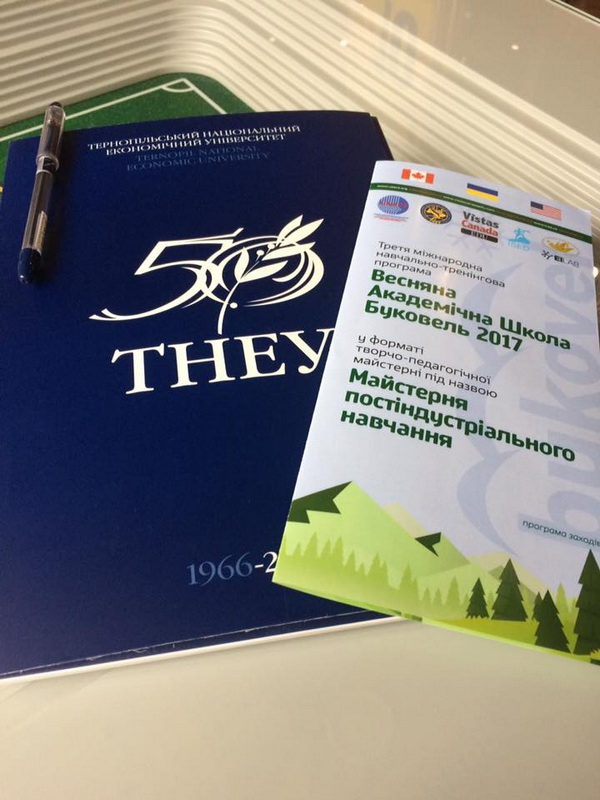 ТЕРНОПІЛЬСЬКИЙ НАЦІОНАЛЬНИЙ
ЕКОНОМІЧНИЙ УНІВЕРСИТЕТ
TERNOPIL NATIONAL
ECONOMIC UNIVERSITY
50
ТНЕУ
1966-2
Vistas
Canada
Третя міжнародна
навчально-тренінгова
програма
Весняна
Академічна Школа
Буковель 2017
у форматі
творчо-педагогічної
майстерні під назвою
Майстерня
постіндустріального
навчання
bukove
програма заходів